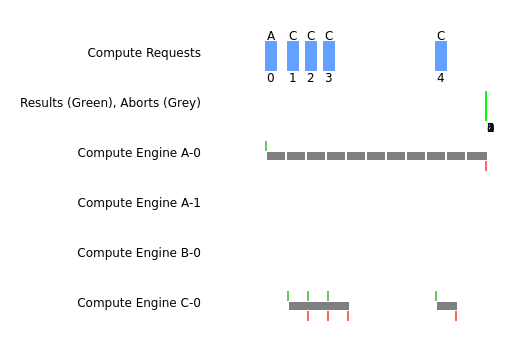 A C C C C
Compute Requests
0 1 2 3 4
Results (Green), Aborts (Grey)
Compute Engine A-0
Compute Engine A-1
Compute Engine B-0
Compute Engine C-0